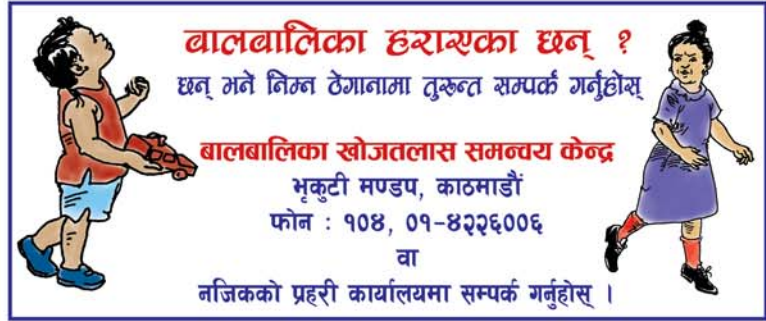 बालबालिका हराएका छन् ?
छन् भने निम्न ठेगानामा तुरुन्त सम्पर्क गर्नुहोस्
बालबालिका खोजतलास समन्वय केन्द्र
भृकुटी मण्डप, काठमाडौं
फोन : १०४, ०१-४२२६००६
वा
नजिकको प्रहरी कार्यालयमा सम्पर्क गर्नुहोस् ।